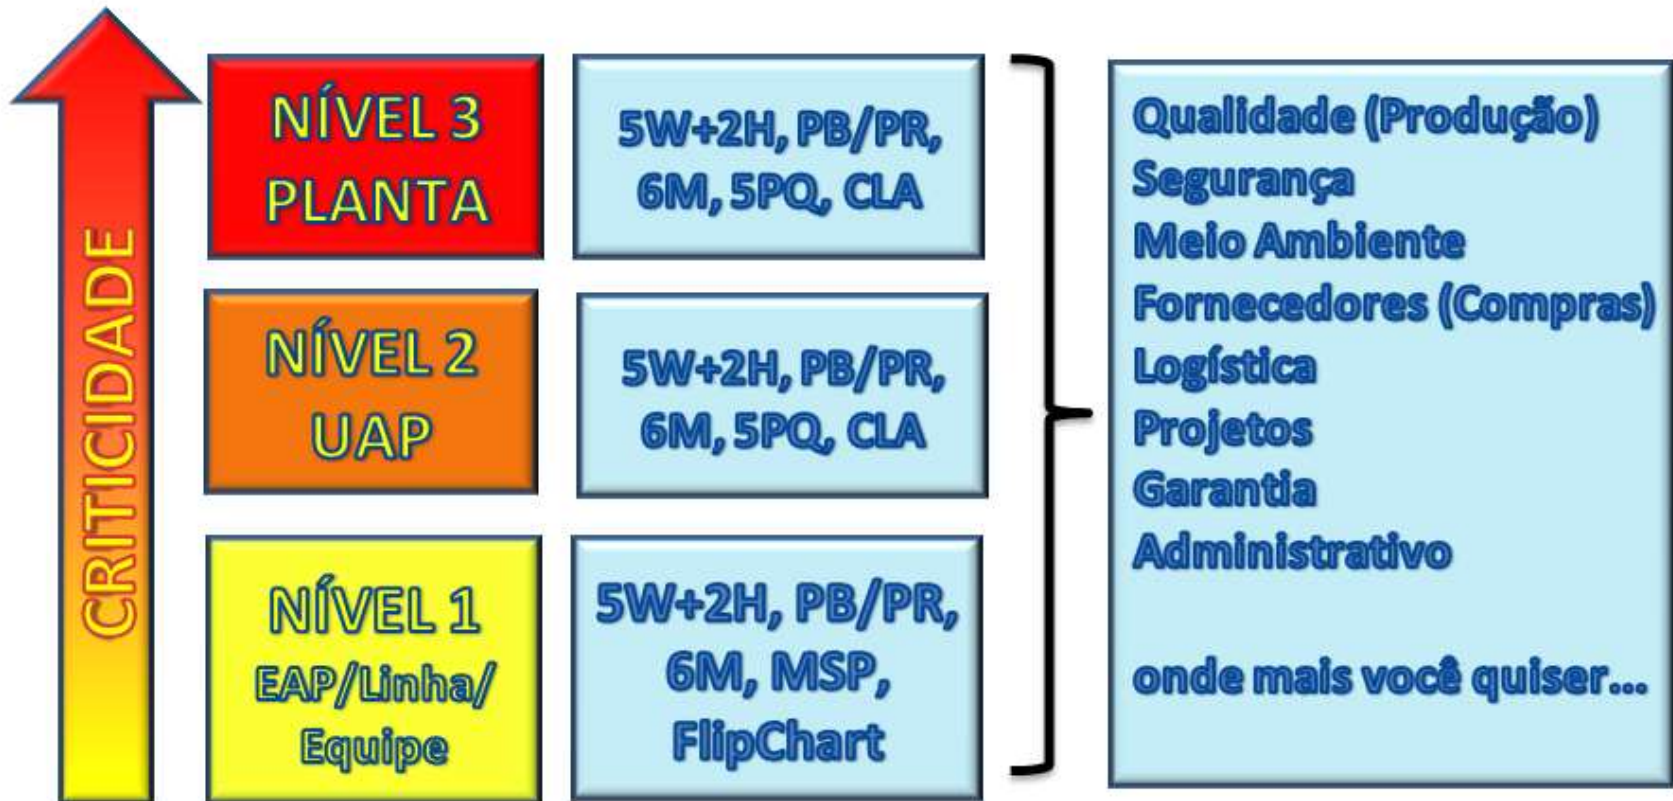 CRITICIDADE
NÍVEL 3
PLANTA
5W+2H, PB/PR,
6M, 5PQ, CLA
NÍVEL 2
UAP
5W+2H, PB/PR,
6M, 5PQ, CLA
NÍVEL 1
EAP/Linha/
Equipe
5W+2H, PB/PR,
6M, MSP,
FlipChart
Qualidade (Produção)
Segurança
Meio Ambiente
Fornecedores (Compras)
Logística
Projetos
Garantia
Administrativo
onde mais você quiser...